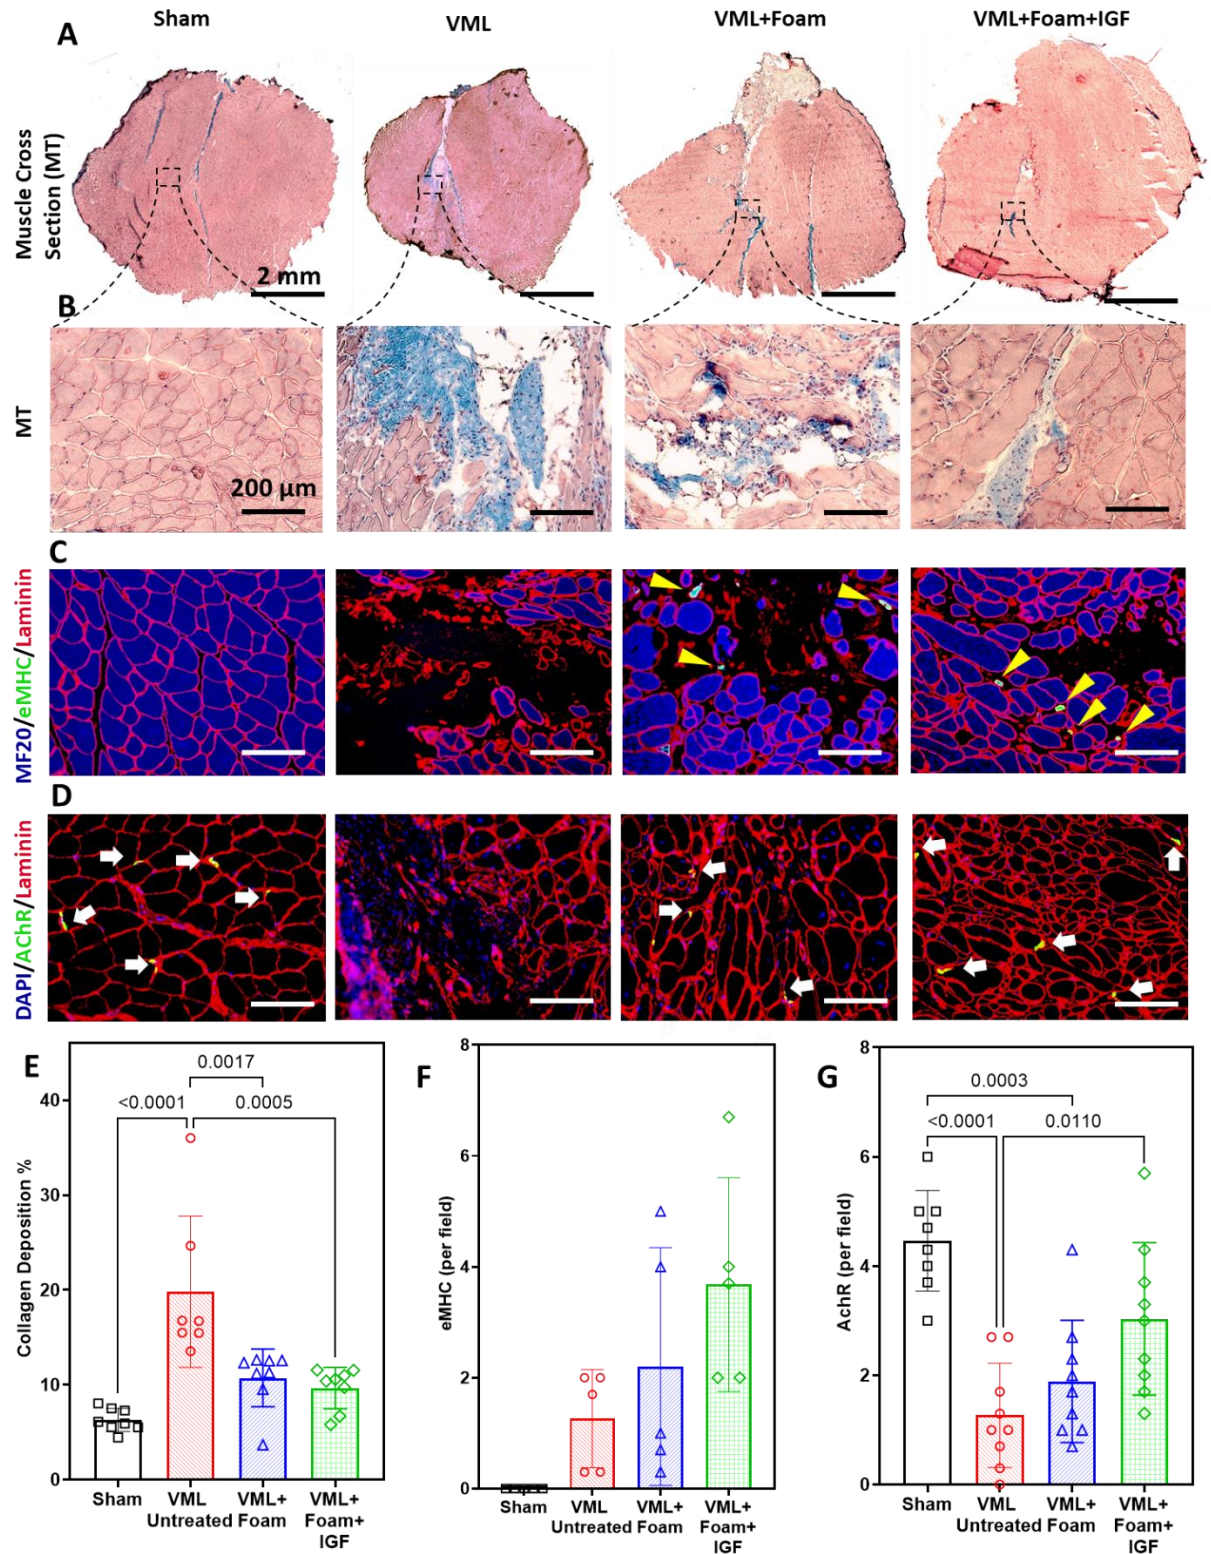 Sham
VML
VML+Foam
VML+Foam+IGF
A
Muscle Cross
Section (MT)
2 mm
B
MT
200 μm
C
MF20/eMHC/Laminin
D
DAPI/AChR/Laminin
E
Collagen Deposition %
40
30
20
10
0
<0.0001
0.0017
0.0005
Sham
VML
Untreated
VML+
Foam
VML+
Foam+
IGF
F
eMHC (per field)
8
6
4
2
0
Sham
VML
Untreated
VML+
Foam
VML+
Foam+
IGF
G
AchR (per field)
8
6
4
2
0
0.0003
<0.0001
0.0110
Sham
VML
Untreated
VML+
Foam
VML+
Foam+
IGF